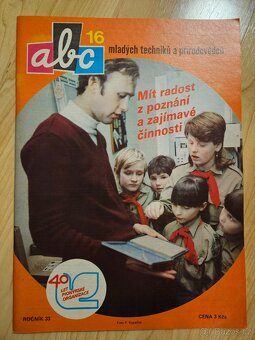 abc 16
mladých techniků a přírodovědců
Mít radost
z poznání
a zajímavé
činnosti
40
LET
PIONÝRSKÉ
ORGANIZACE
ROČNÍK 33
CENA 3 Kčs